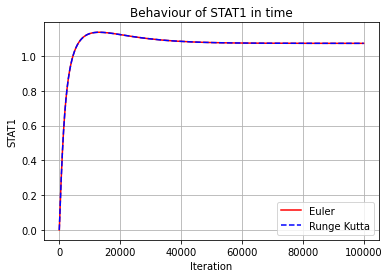 Behaviour of STAT1 in time
STAT1
1.0
0.8
0.6
0.4
0.2
0.0
0 20000 40000 60000 80000 100000
Iteration
Euler
Runge Kutta